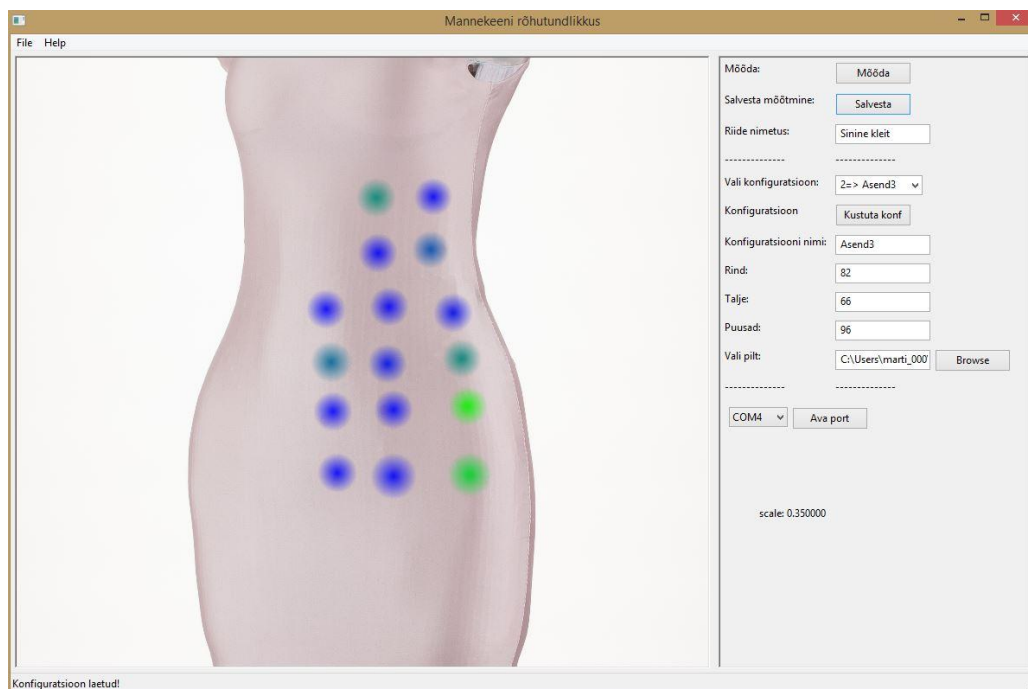 Mannekeeni rõhutundlikkus
File Help
Mõõda: Mõõda
Salvesta mõõtmine: Salvesta
Riide nimetus: Sinine kleit
-------------- --------------
Vali konfiguratsioon: 2=> Asend3
Konfiguratsioon Kustuta konf
Konfiguratsiooni nimi: Asend3
Rind: 82
Talje: 66
Puusad: 96
Vali pilt: C:\Users\marti_000 Browse
-------------- --------------
COM4 Ava port
scale: 0.350000
Konfiguratsioon laetud!